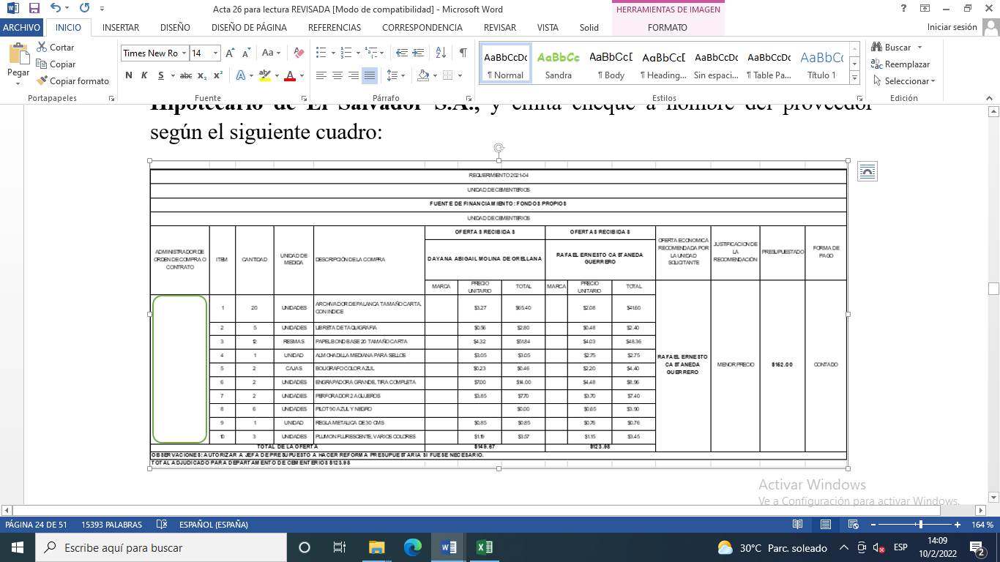 Acta 26 para lectura REVISADA [Modo de compatibilidad] - Microsoft Word
HERRAMIENTAS DE IMAGEN
ARCHIVO INICIO INSERTAR DISEÑO DISEÑO DE PÁGINA REFERENCIAS CORRESPONDENCIA REVISAR VISTA Solid FORMATO Iniciar sesión
Pegar
Cortar
Copiar
Copiar formato
Portapapeles
Times New Ro 14
N K S abc x₂ x²
Fuente
Párrafo
AaBbCcDc AaBbCc AaBbCcD AaBbCcD AaBbCcDc AaBbCcDc AaBbCc
¶ Normal Sandra ¶ Body ¶ Heading... Sin espaci... ¶ Table Pa... Título 1
Estilos
Buscar
Reemplazar
Seleccionar
Edición
Hipotecario de El Salvador S.A., y emita cheque a nombre del proveedor
según el siguiente cuadro:
REQUERIMIENTO 2021-04
UNIDAD DE CEMENTERIOS
FUENTE DE FINANCIAMIENTO: FONDOS PROPIOS
UNIDAD DE CEMENTERIOS
ADMINISTRADOR DE ORDEN DE COMPRA O CONTRATO ITEM CANTIDAD UNIDAD DE MEDIDA DESCRIPCIÓN DE LA COMPRA OFERTAS RECIBIDAS OFERTAS RECIBIDAS OFERTA ECONOMICA RECOMENDADA POR LA UNIDAD SOLICITANTE JUSTIFICACION DE LA RECOMENDACIÓN PRESUPUESTADO FORMA DE PAGO
DAYANA ABIGAIL MOLINA DE ORELLANA RAFAEL ERNESTO CASTANEDA GUERRERO
MARCA PRECIO UNITARIO TOTAL MARCA PRECIO UNITARIO TOTAL
1 20 UNIDADES ARCHIVADOR DE PALANCA TAMAÑO CARTA, CON INDICE $3.27 $65.40 $2.08 $41.60
2 5 UNIDADES LIBRETA DE TAQUIGRAFIA $0.56 $2.80 $0.48 $2.40
3 12 RESMAS PAPEL BOND BASE 20 TAMAÑO CARTA $4.32 $51.84 $4.03 $48.36
4 1 UNIDAD ALMOHADILLA MEDIANA PARA SELLOS $3.05 $3.05 $2.75 $2.75
5 2 CAJAS BOLIGRAFO COLOR AZUL $0.23 $0.46 $2.20 $4.40
6 2 UNIDADES ENGRAPADORA GRANDE, TIRA COMPLETA $7.00 $14.00 $4.48 $8.96
7 2 UNIDADES PERFORADOR 2 AGUJEROS $3.85 $7.70 $3.70 $7.40
8 6 UNIDADES PILOT 90 AZUL Y NEGRO $0.00 $0.65 $3.90
9 1 UNIDAD REGLA METALICA DE 30 CMS $0.85 $0.85 $0.76 $0.76
10 3 UNIDADES PLUMON FLURESCENTE, VARIOS COLORES $1.19 $3.57 $1.15 $3.45
RAFAEL ERNESTO CASTANEDA GUERRERO MENOR PRECIO $152.00 CONTADO
TOTAL DE LA OFERTA $149.67 $123.98
OBSERVACIONES: AUTORIZAR A JEFA DE PRESUPUESTO A HACER REFORMA PRESUPUESTARIA SI FUESE NECESARIO.
TOTAL ADJUDICADO PARA DEPARTAMENTO DE CEMENTERIOS $123.98
Activar Windows
Ve a Configuración para activar Windows.
PÁGINA 24 DE 51 15393 PALABRAS ESPAÑOL (ESPAÑA) 164 %
Escribe aquí para buscar
30°C Parc. soleado ESP 14:09
10/2/2022
2